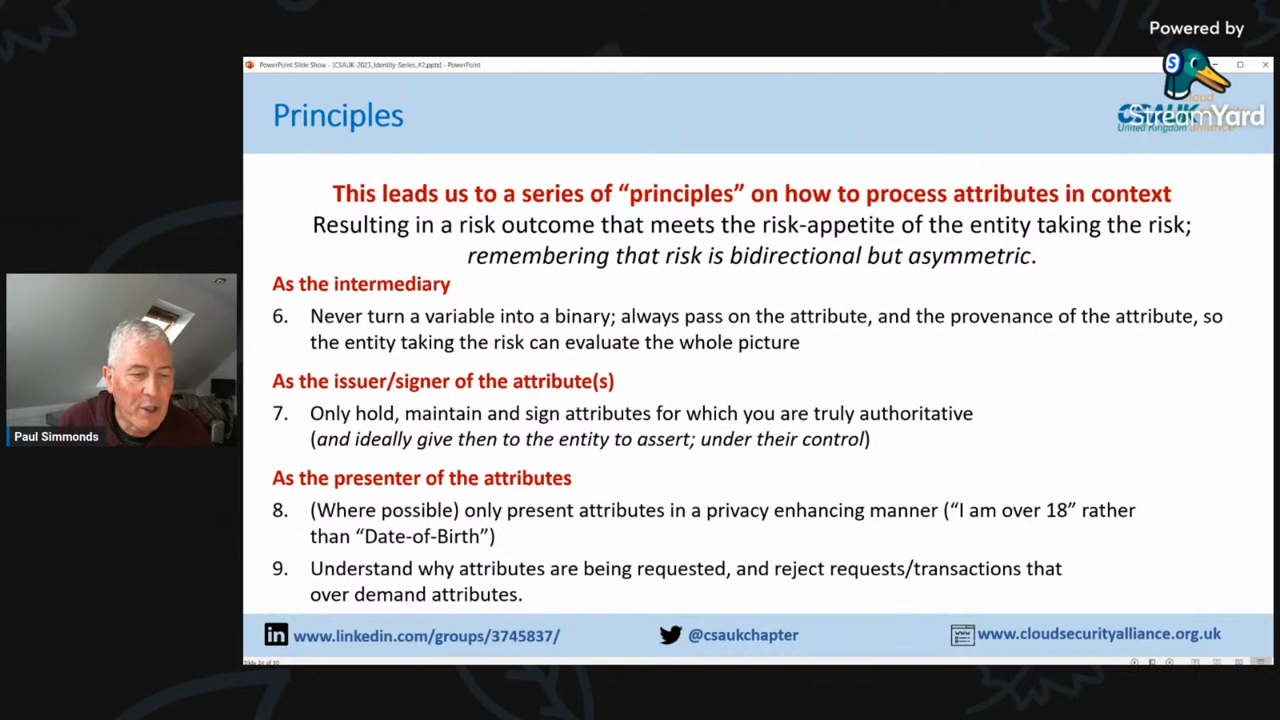 Powered by
StreamYard
PowerPoint Slide Show - [CSAUK-2023_Identity-Series_#2.pptx] - PowerPoint
Principles
CSAUK
United Kingdom
cloud
alliance
This leads us to a series of “principles” on how to process attributes in context
Resulting in a risk outcome that meets the risk-appetite of the entity taking the risk;
remembering that risk is bidirectional but asymmetric.
As the intermediary
6. Never turn a variable into a binary; always pass on the attribute, and the provenance of the attribute, so
the entity taking the risk can evaluate the whole picture
As the issuer/signer of the attribute(s)
7. Only hold, maintain and sign attributes for which you are truly authoritative
(and ideally give then to the entity to assert; under their control)
As the presenter of the attributes
8. (Where possible) only present attributes in a privacy enhancing manner (“I am over 18” rather
than “Date-of-Birth”)
9. Understand why attributes are being requested, and reject requests/transactions that
over demand attributes.
Paul Simmonds
in www.linkedin.com/groups/3745837/
@csaukchapter
www.cloudsecurityalliance.org.uk